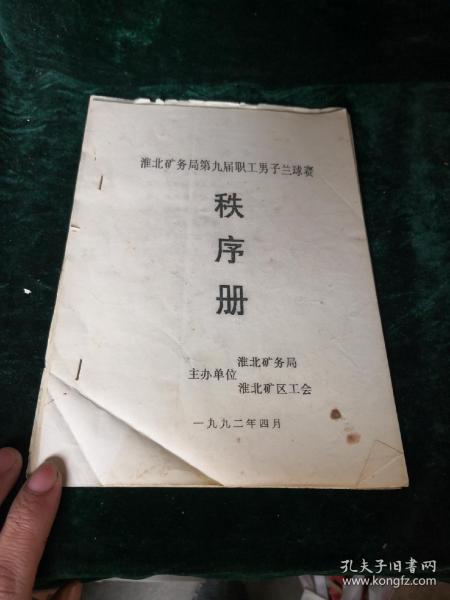 淮北矿务局第九届职工男子兰球赛
秩
序
册
淮北矿务局
主办单位
淮北矿区工会
一九九二年四月
孔夫子旧书网
www.kongfz.com